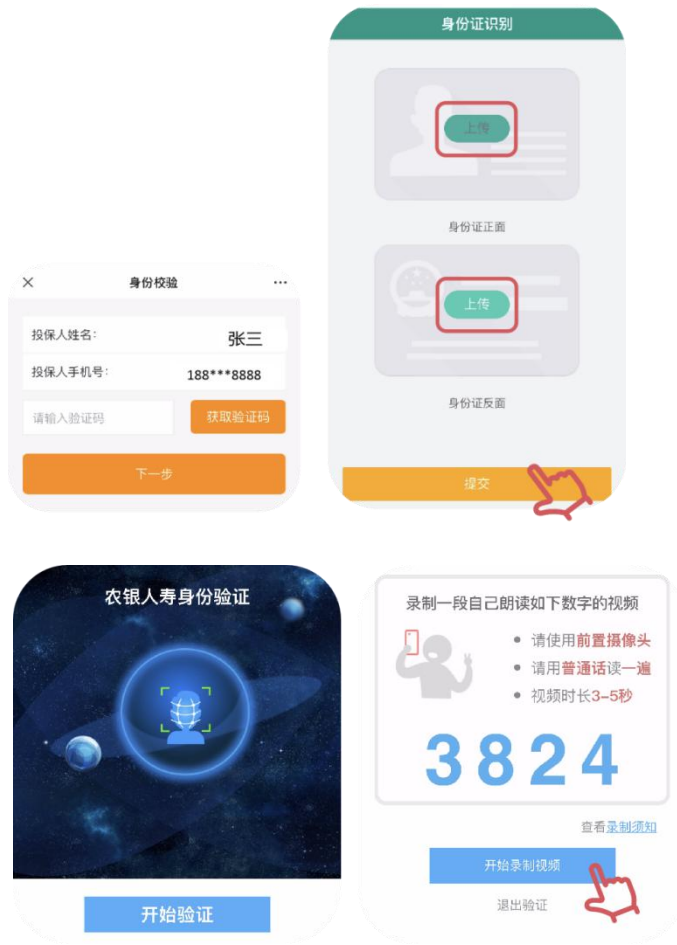 身份证识别
上传
身份证正面
上传
身份证反面
提交
身份校验
投保人姓名:
张三
投保人手机号:
188***8888
请输入验证码
获取验证码
下一步
农银人寿身份验证
开始验证
录制一段自己朗读如下数字的视频
请使用前置摄像头
请用普通话读一遍
视频时长3-5秒
3824
查看录制须知
开始录制视频
退出验证